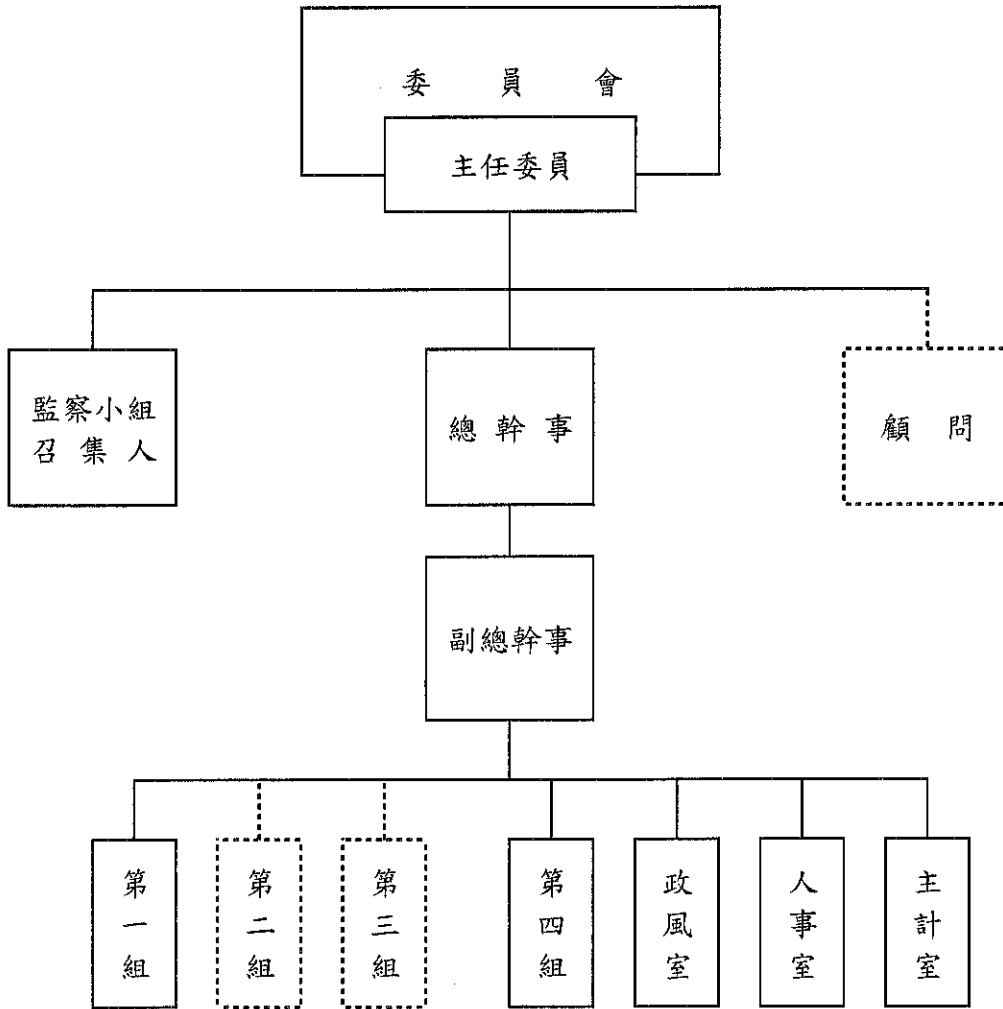 委員會
主任委員
監察小組
召集人
總幹事
顧問
副總幹事
第一組
第二組
第三組
第四組
政風室
人事室
主計室